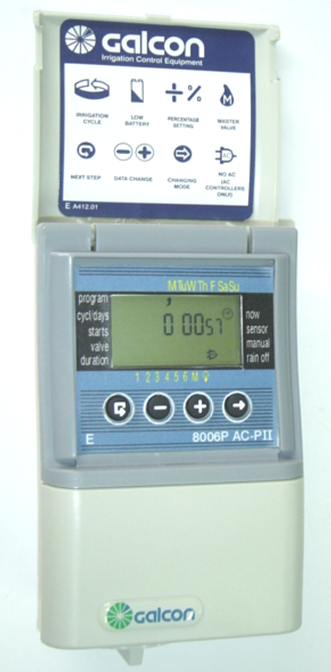 GALCON
Irrigation Control Equipment
IRRIGATION CYCLE
LOW BATTERY
PERCENTAGE SETTING
MASTER VALVE
NEXT STEP
DATA CHANGE
CHANGING MODE
AC
NO AC (AC CONTROLLERS ONLY)
E A412.01
M Tu W Th F Sa Su
program
cycl/days
starts
valve
duration
0 0057
now
sensor
manual
rain off
1 2 3 4 5 6 M
E
8006P AC-PII
GALCON